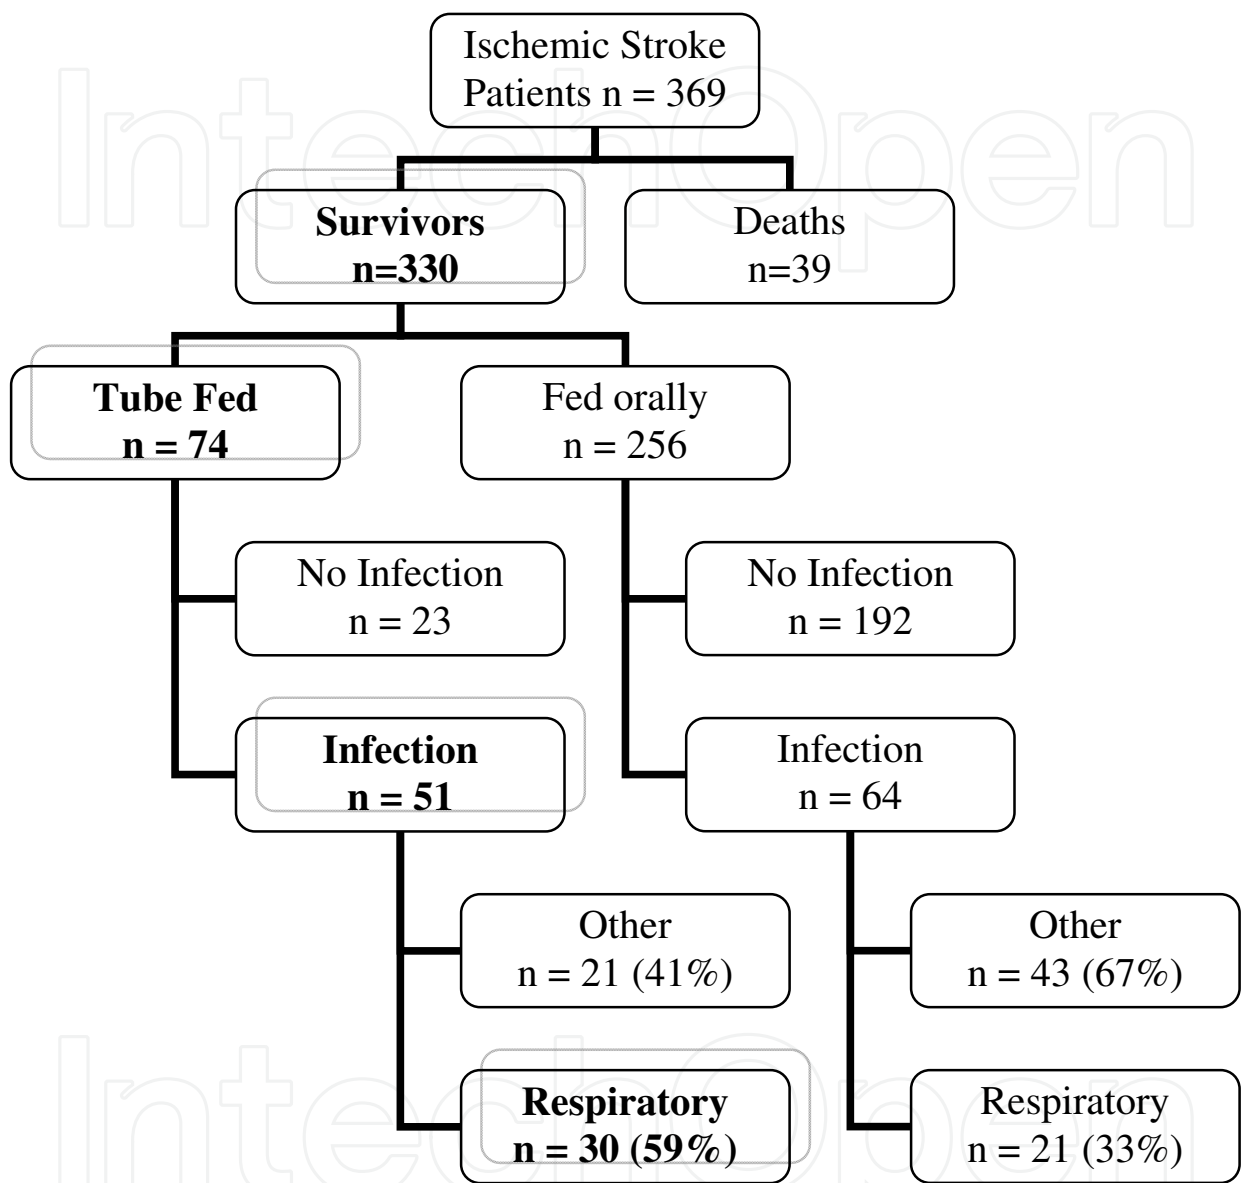 IntechOpen
Ischemic Stroke
Patients n = 369
Survivors
n=330
Deaths
n=39
Tube Fed
n = 74
Fed orally
n = 256
No Infection
n = 23
No Infection
n = 192
Infection
n = 51
Infection
n = 64
Other
n = 21 (41%)
Other
n = 43 (67%)
IntechOpen
Respiratory
n = 30 (59%)
Respiratory
n = 21 (33%)